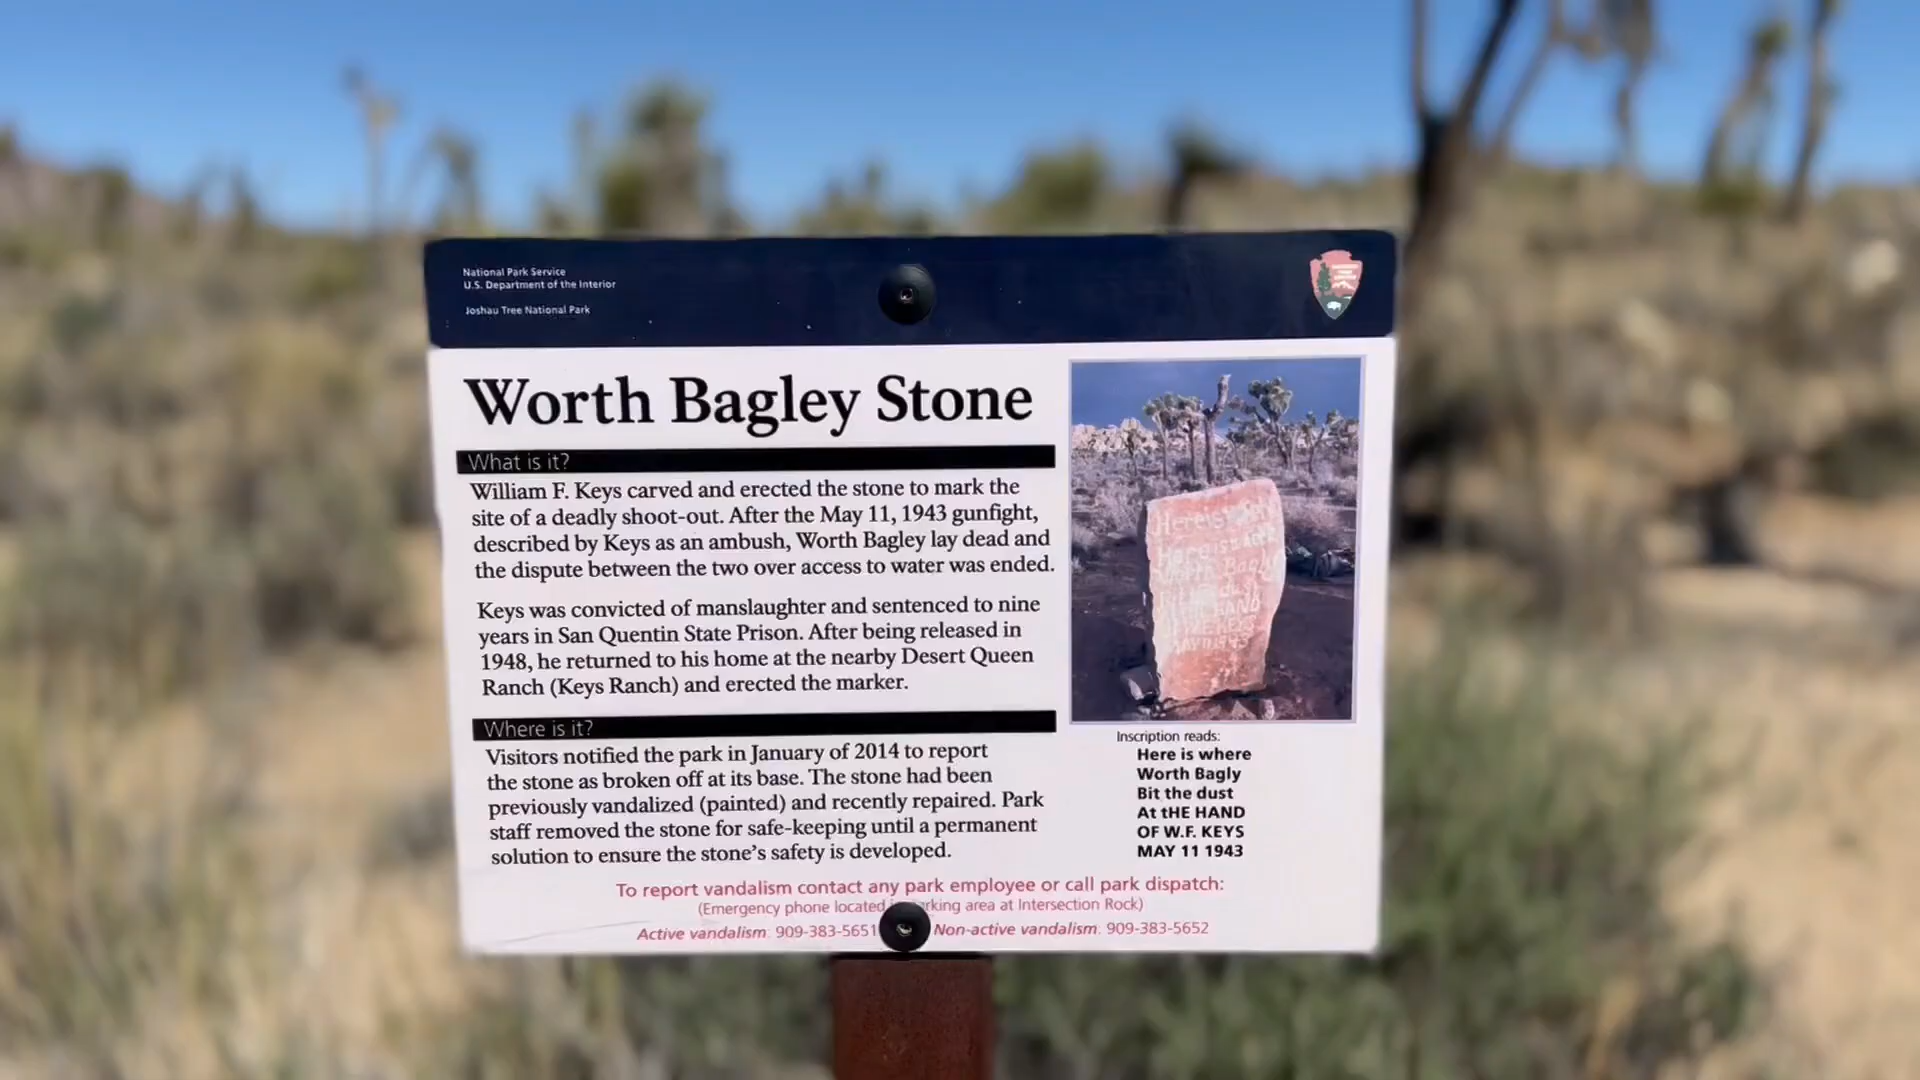 National Park Service
U.S. Department of the Interior
Joshau Tree National Park
Worth Bagley Stone
What is it?
William F. Keys carved and erected the stone to mark the
site of a deadly shoot-out. After the May 11, 1943 gunfight,
described by Keys as an ambush, Worth Bagley lay dead and
the dispute between the two over access to water was ended.
Keys was convicted of manslaughter and sentenced to nine
years in San Quentin State Prison. After being released in
1948, he returned to his home at the nearby Desert Queen
Ranch (Keys Ranch) and erected the marker.
Where is it?
Visitors notified the park in January of 2014 to report
the stone as broken off at its base. The stone had been
previously vandalized (painted) and recently repaired. Park
staff removed the stone for safe-keeping until a permanent
solution to ensure the stone's safety is developed.
Inscription reads:
Here is where
Worth Bagly
Bit the dust
At tHE HAND
OF W.F. KEYS
MAY 11 1943
To report vandalism contact any park employee or call park dispatch:
(Emergency phone located parking area at Intersection Rock)
Active vandalism: 909-383-5651 Non-active vandalism: 909-383-5652